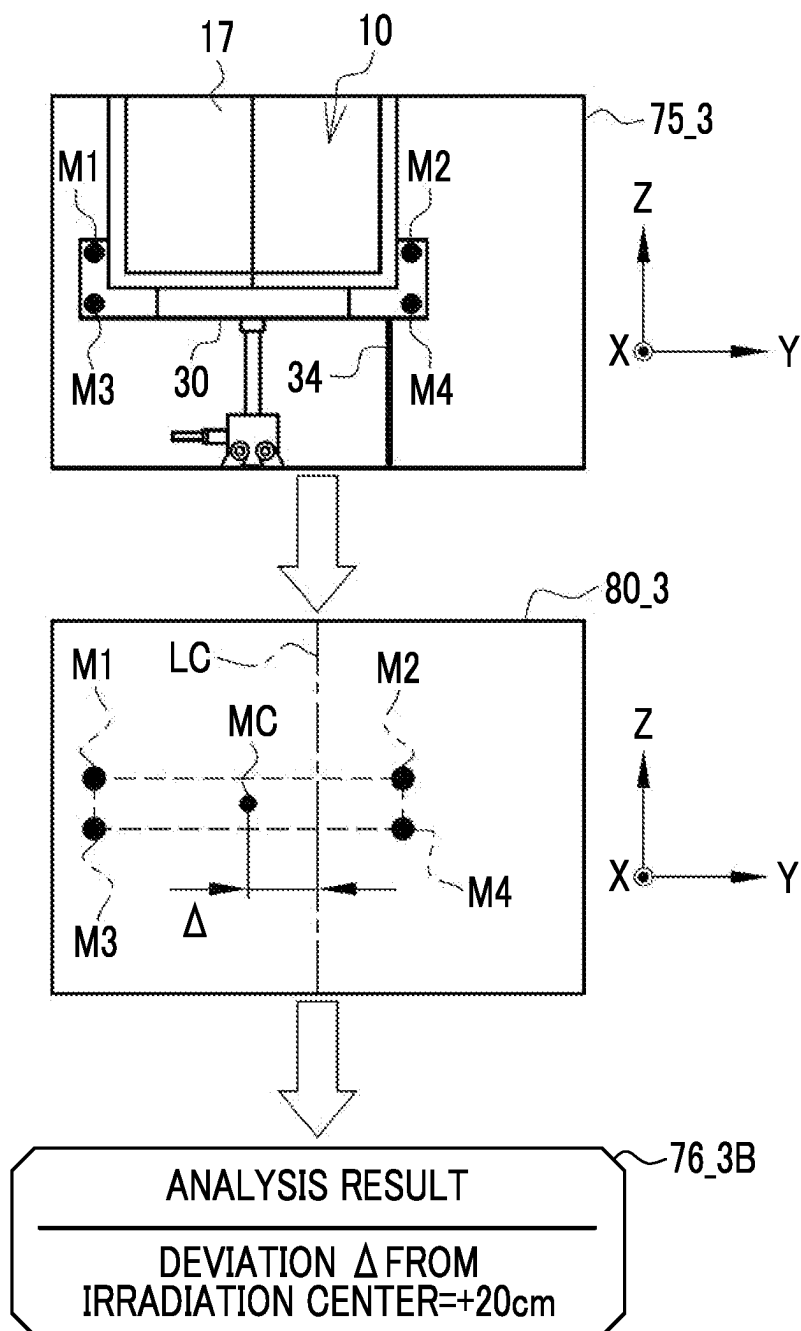 17
10
75_3
M1
M2
Z
X
Y
M3
30
34
M4
80_3
M1
LC
M2
MC
Z
X
Y
Δ
M4
M3
76_3B
ANALYSIS RESULT
DEVIATION Δ FROM
IRRADIATION CENTER=+20cm